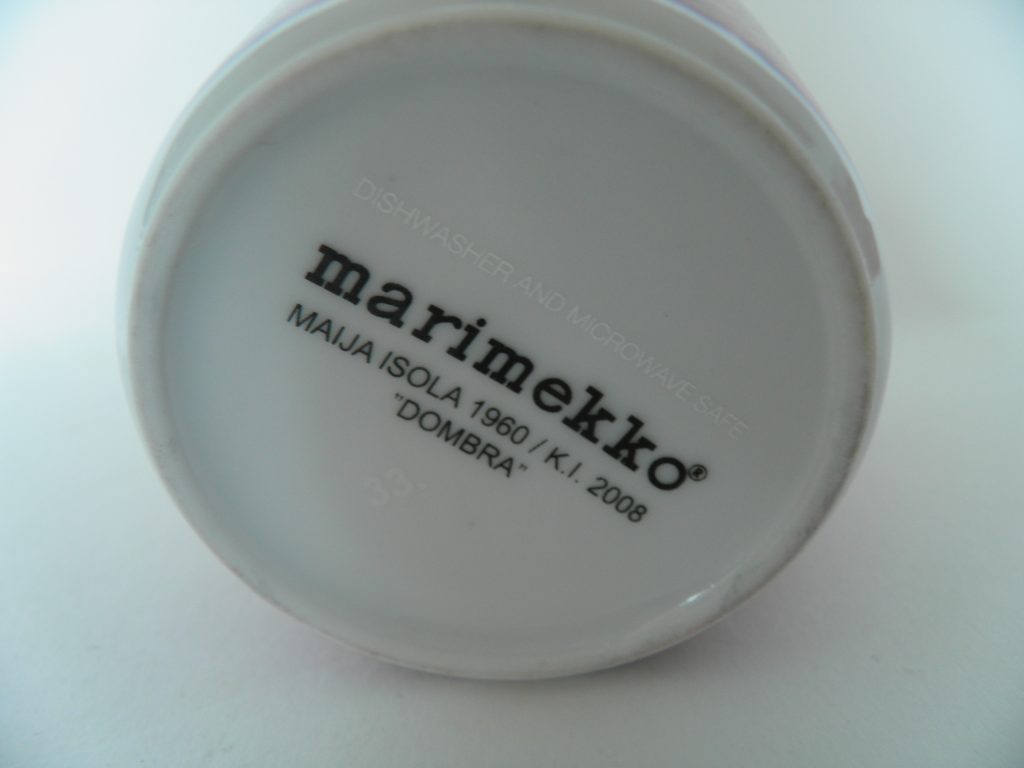 DISHWASHER AND MICROWAVE SAFE
marimekko®
MAIJA ISOLA 1960 / K.I. 2008
"DOMBRA"